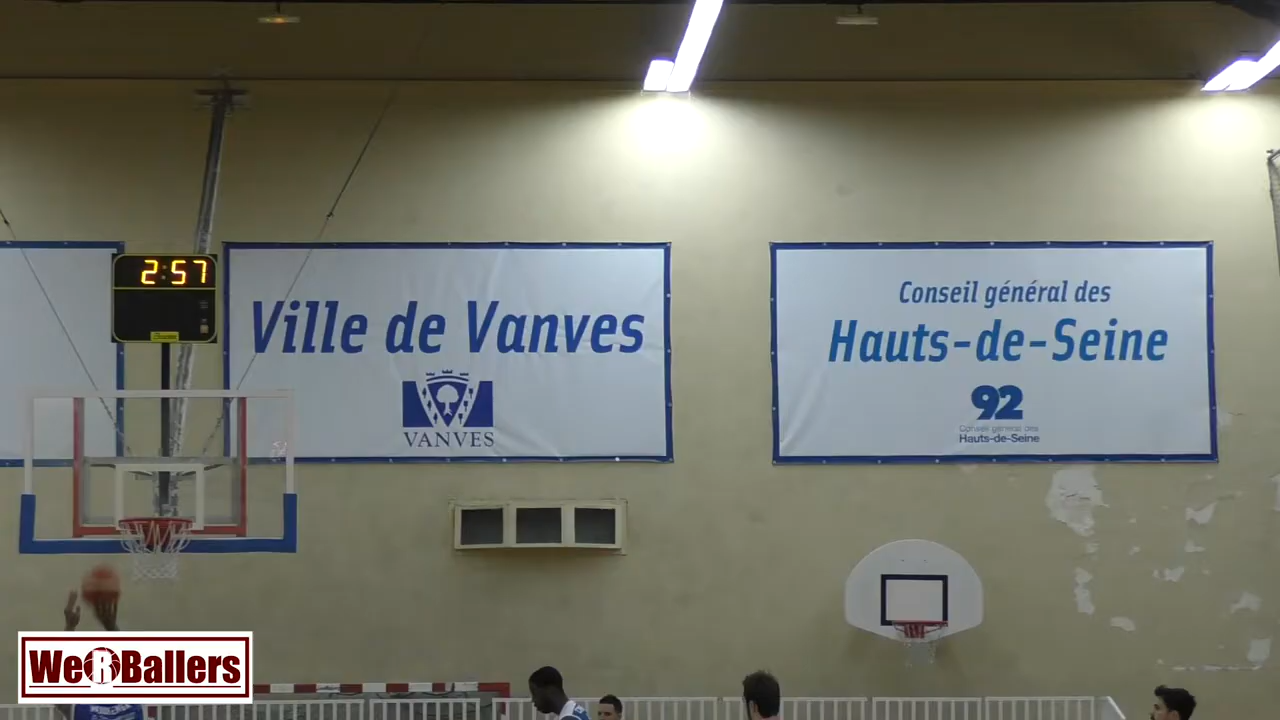 2:57
Ville de Vanves
VANVES
Conseil général des
Hauts-de-Seine
92
Conseil général des
Hauts-de-Seine
WeRBallers